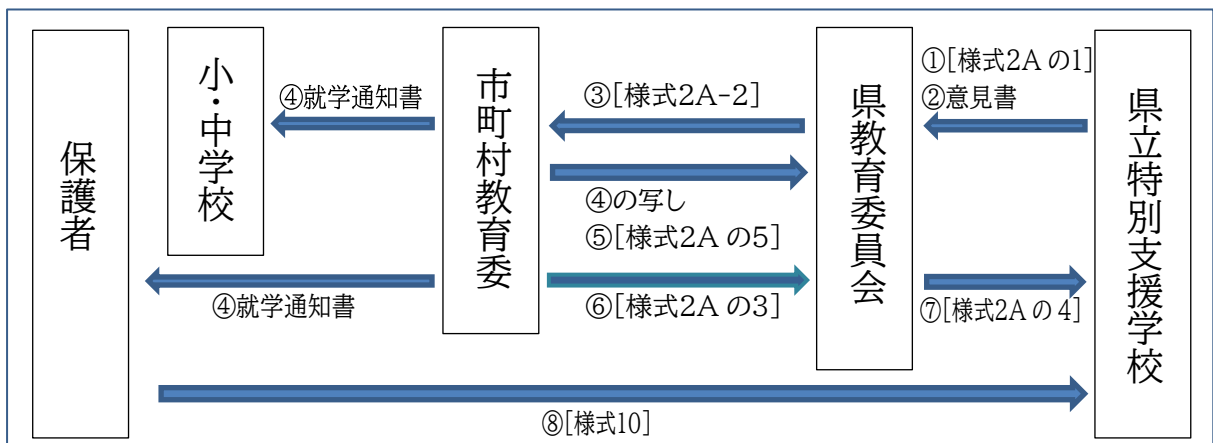 保護者
小・中学校
④就学通知書
④就学通知書
市町村教育委
③[様式2A-2]
④の写し
⑤[様式2A の5]
⑥[様式2A の3]
県教育委員会
①[様式2A の1]
②意見書
⑦[様式2A の 4]
県立特別支援学校
⑧[様式10]